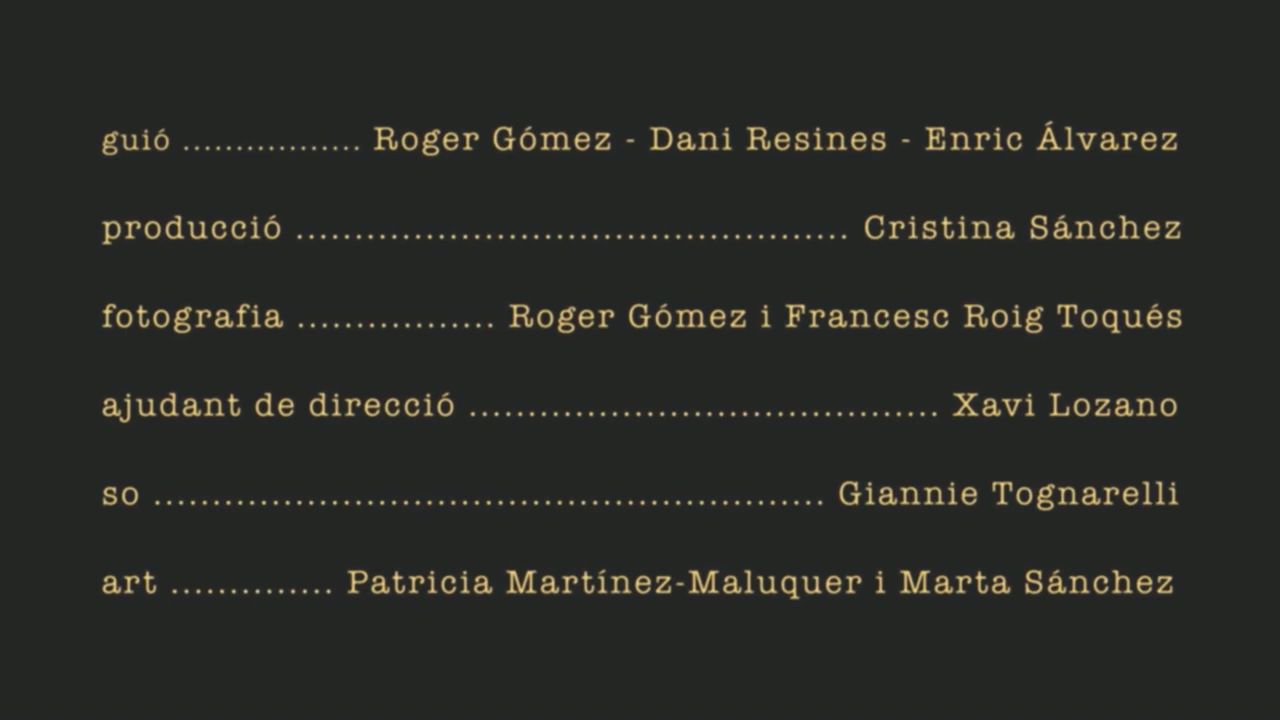 guió ................. Roger Gómez - Dani Resines - Enric Álvarez
producció ............................................... Cristina Sánchez
fotografia ................. Roger Gómez i Francesc Roig Toqués
ajudant de direcció ........................................ Xavi Lozano
so ......................................................... Giannie Tognarelli
art .............. Patricia Martínez-Maluquer i Marta Sánchez